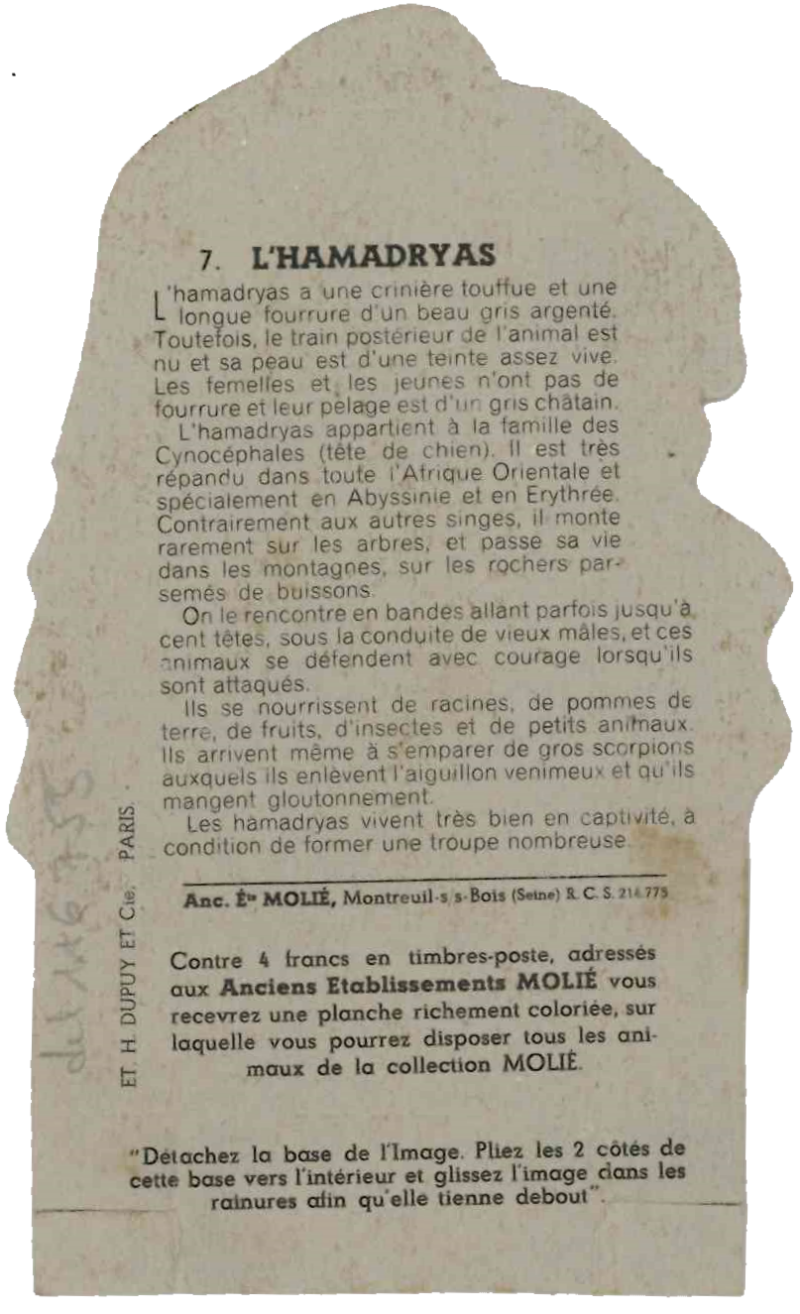 7. L'HAMADRYAS
L'hamadryas a une crinière touffue et une
longue fourrure d'un beau gris argenté.
Toutefois, le train postérieur de l'animal est
nu et sa peau est d'une teinte assez vive.
Les femelles et les jeunes n'ont pas de
fourrure et leur pelage est d'un gris châtain.
L'hamadryas appartient à la famille des
Cynocéphales (tête de chien). Il est très
répandu dans toute l'Afrique Orientale et
spécialement en Abyssinie et en Erythrée.
Contrairement aux autres singes, il monte
rarement sur les arbres, et passe sa vie
dans les montagnes, sur les rochers par-
semés de buissons.
On le rencontre en bandes allant parfois jusqu'à
cent têtes, sous la conduite de vieux mâles, et ces
animaux se défendent avec courage lorsqu'ils
sont attaqués.
Ils se nourrissent de racines, de pommes de
terre, de fruits, d'insectes et de petits animaux.
Ils arrivent même à s'emparer de gros scorpions
auxquels ils enlèvent l'aiguillon venimeux et qu'ils
mangent gloutonnement.
Les hamadryas vivent très bien en captivité, à
condition de former une troupe nombreuse.
Anc. Éts MOLIÉ, Montreuil-s/s-Bois (Seine) R. C. S. 214.775
Contre 4 francs en timbres-poste, adressés
aux Anciens Etablissements MOLIÉ vous
recevrez une planche richement coloriée, sur
laquelle vous pourrez disposer tous les ani-
maux de la collection MOLIÉ.
"Détachez la base de l'Image. Pliez les 2 côtés de
cette base vers l'intérieur et glissez l'image dans les
rainures afin qu'elle tienne debout".
ET. H. DUPUY ET Cie. PARIS.